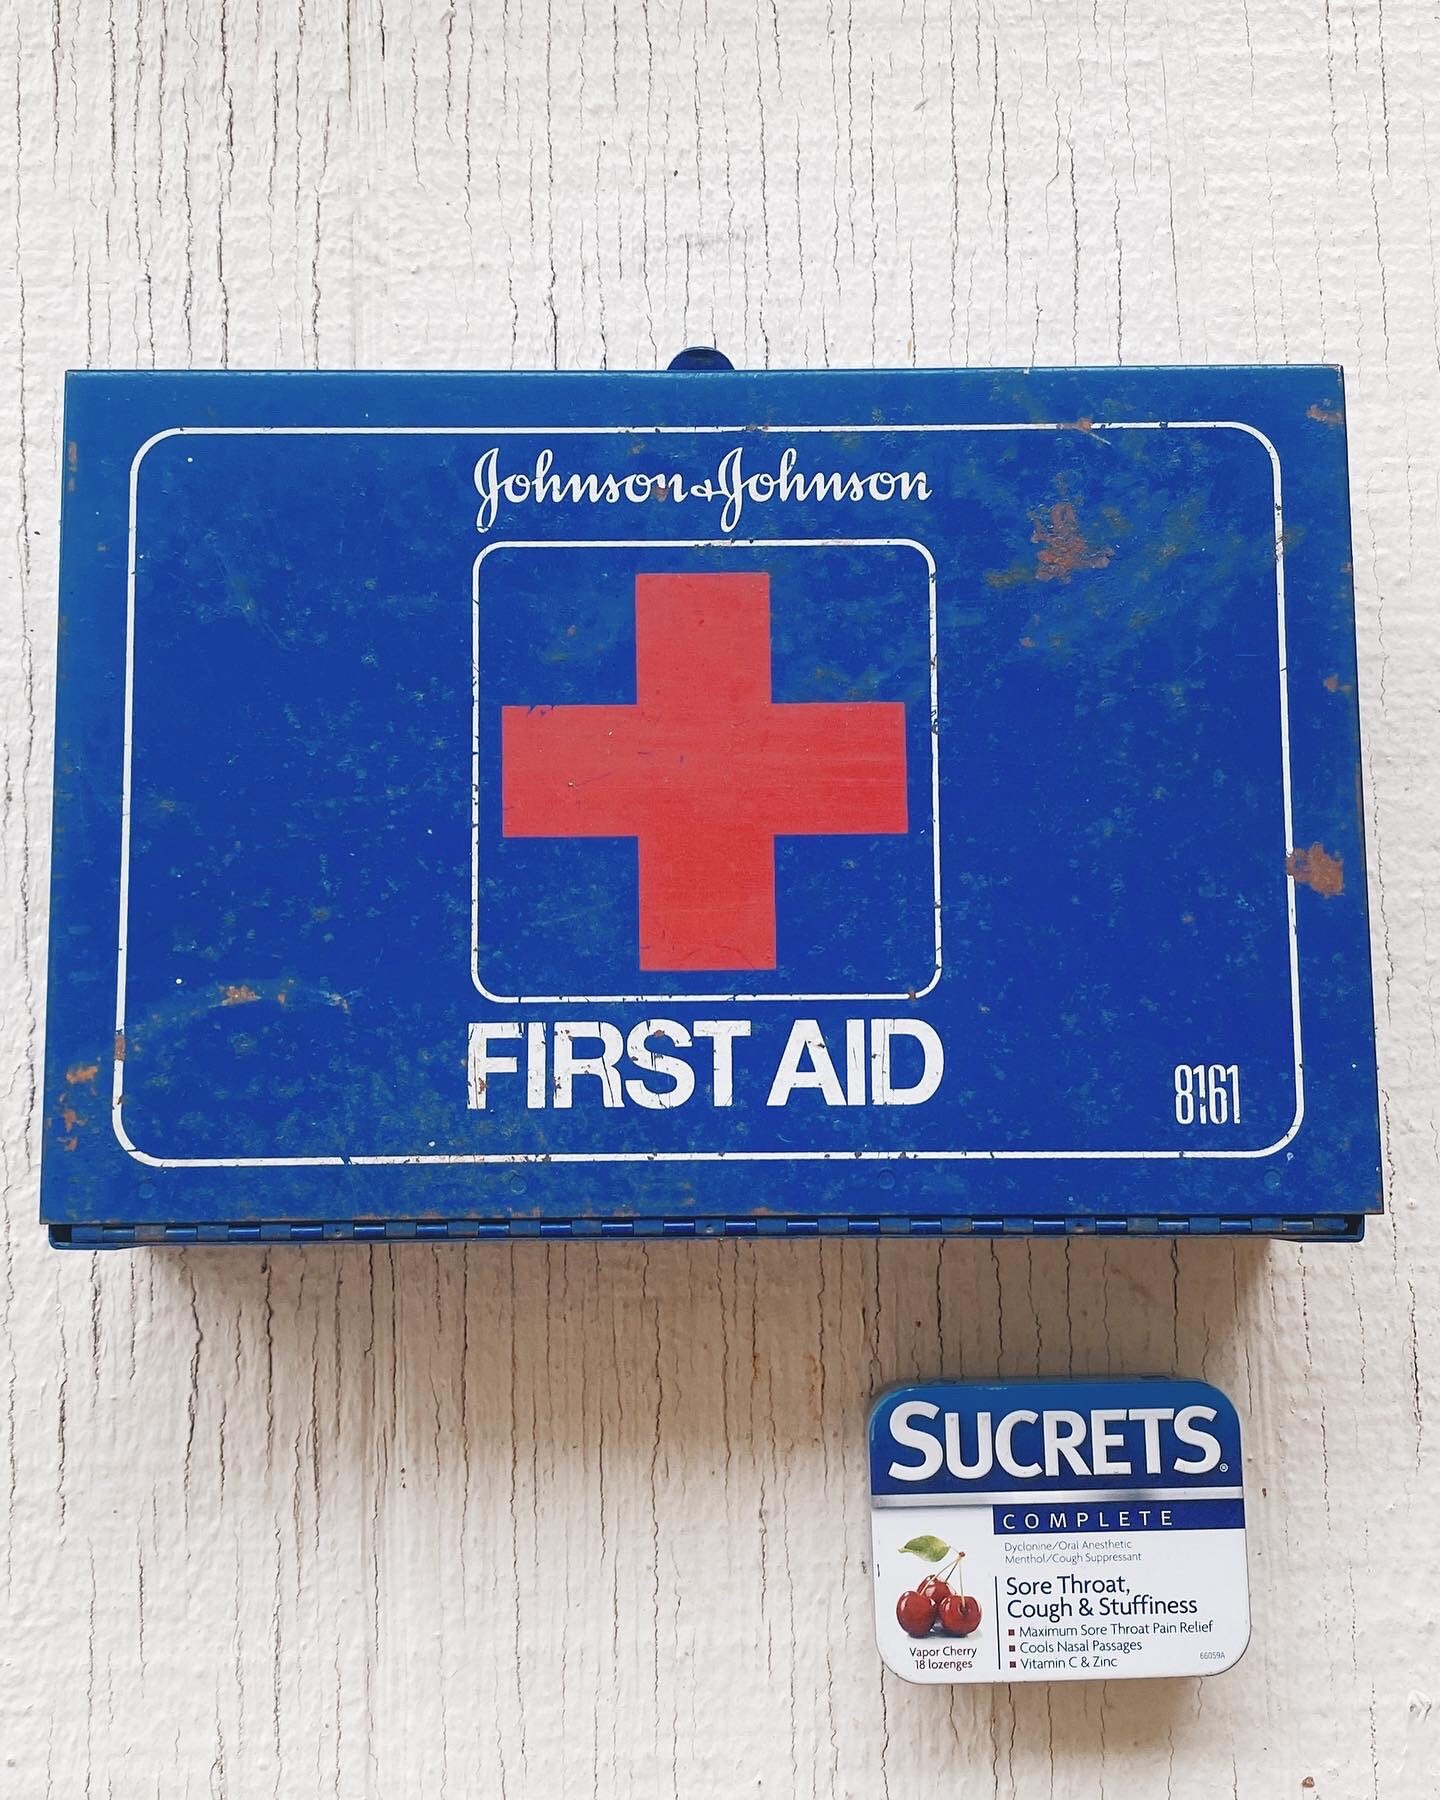 Johnson & Johnson
FIRST AID
8161
SUCRETS®
COMPLETE
Dyclonine/Oral Anesthetic
Menthol/Cough Suppressant
Sore Throat,
Cough & Stuffiness
■ Maximum Sore Throat Pain Relief
■ Cools Nasal Passages
■ Vitamin C & Zinc
Vapor Cherry
18 lozenges
66059A